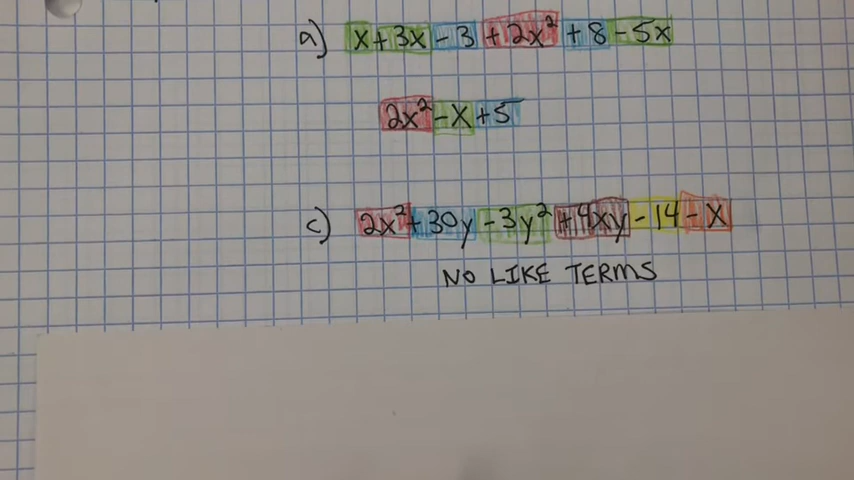 a) x + 3x - 3 + 2x² + 8 - 5x
2x² - x + 5
c) 2x² + 30y - 3y² + 4xy - 14 - x
NO LIKE TERMS